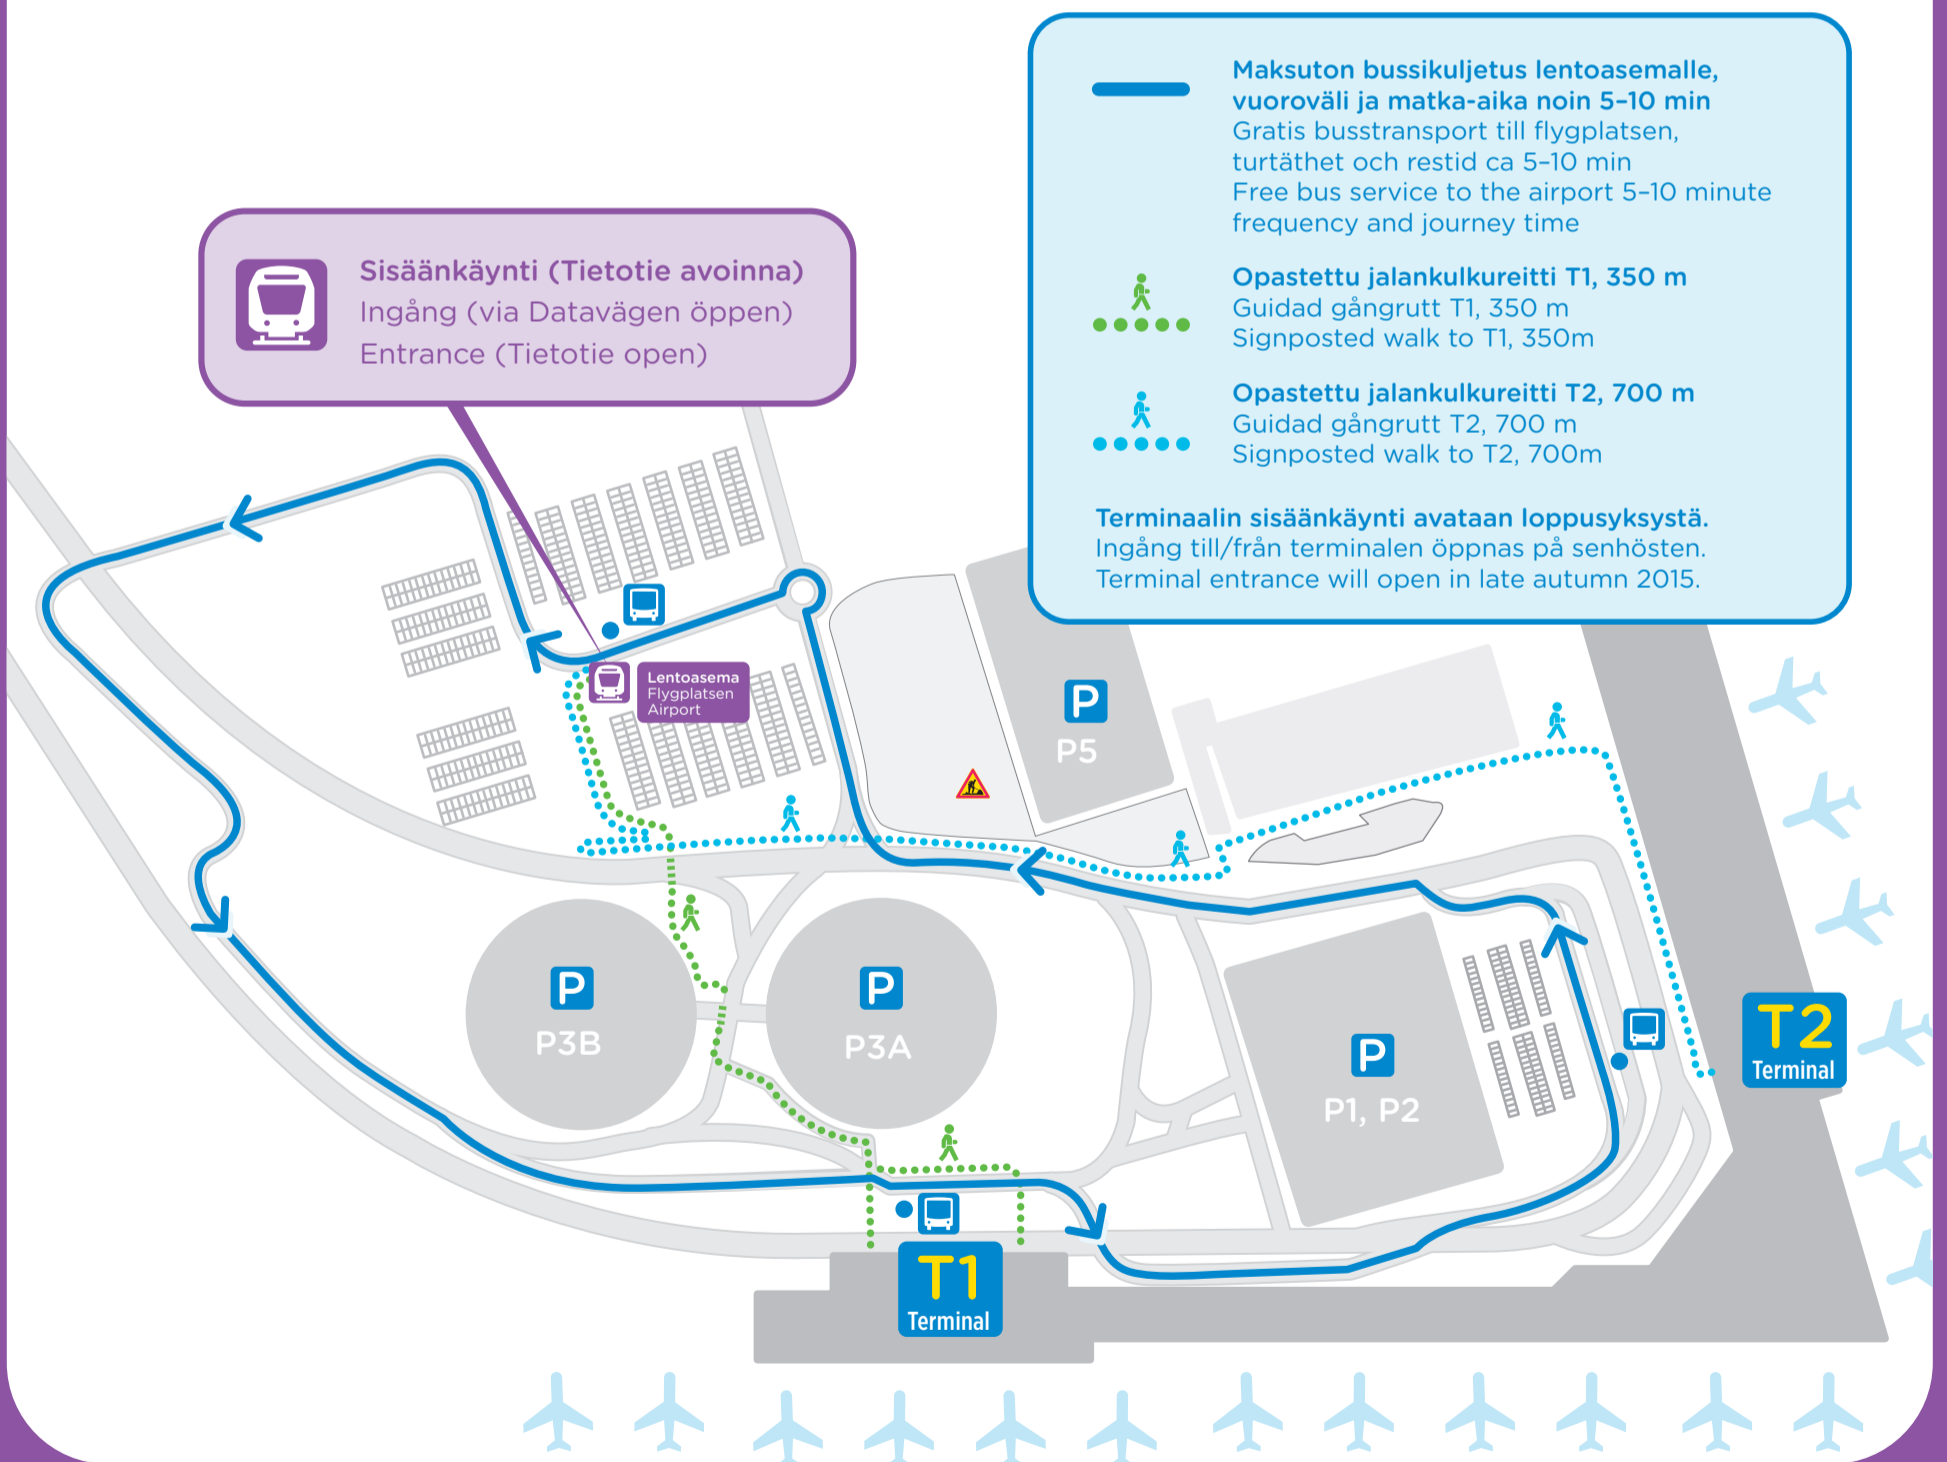 Maksuton bussikuljetus lentoasemalle,
vuoroväli ja matka-aika noin 5–10 min
Gratis busstransport till flygplatsen,
turtäthet och restid ca 5–10 min
Free bus service to the airport 5–10 minute
frequency and journey time
Opastettu jalankulkureitti T1, 350 m
Guidad gångrutt T1, 350 m
Signposted walk to T1, 350m
Opastettu jalankulkureitti T2, 700 m
Guidad gångrutt T2, 700 m
Signposted walk to T2, 700m
Terminaalin sisäänkäynti avataan loppusyksystä.
Ingång till/från terminalen öppnas på senhösten.
Terminal entrance will open in late autumn 2015.
Sisäänkäynti (Tietotie avoinna)
Ingång (via Datavägen öppen)
Entrance (Tietotie open)
Lentoasema
Flygplatsen
Airport
P
P5
P
P3B
P
P3A
P
P1, P2
T2
Terminal
T1
Terminal